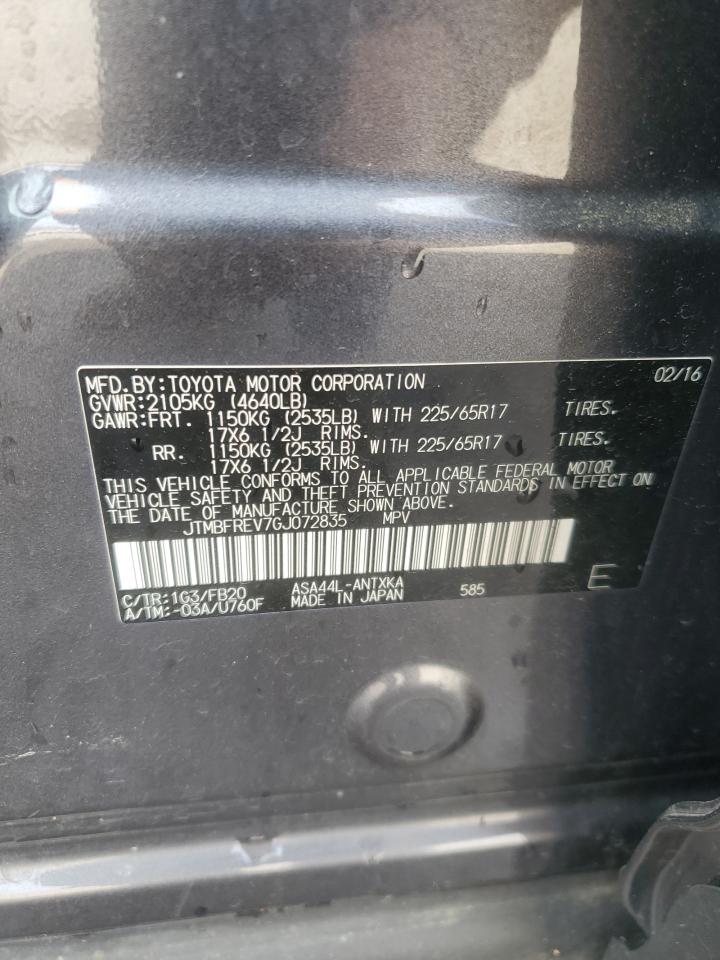 MFD.BY:TOYOTA MOTOR CORPORATION 02/16
GVWR:2105KG (4640LB)
GAWR:FRT. 1150KG (2535LB) WITH 225/65R17 TIRES.
17X6 1/2J RIMS.
RR. 1150KG (2535LB) WITH 225/65R17 TIRES.
17X6 1/2J RIMS.
THIS VEHICLE CONFORMS TO ALL APPLICABLE FEDERAL MOTOR
VEHICLE SAFETY AND THEFT PREVENTION STANDARDS IN EFFECT ON
THE DATE OF MANUFACTURE SHOWN ABOVE.
JTMBFREV7GJ072835 MPV
C/TR:1G3/FB20 ASA44L-ANTXKA 585 E
A/TM:-03A/U760F MADE IN JAPAN